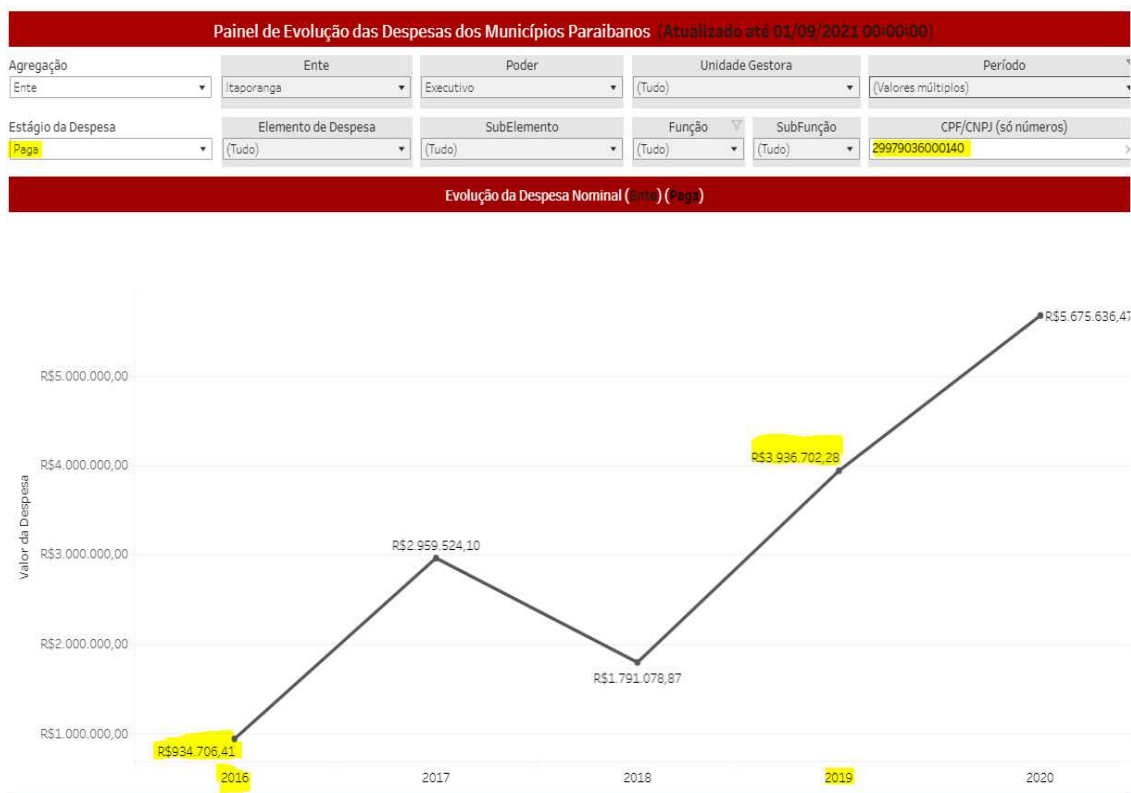 Painel de Evolução das Despesas dos Municípios Paraibanos (Atualizado até 01/09/2021 00:00:00)
Agregação Ente Poder Unidade Gestora Período
Ente Itaporanga Executivo (Tudo) (Valores múltiplos)
Estágio da Despesa Elemento de Despesa SubElemento Função SubFunção CPF/CNPJ (só números)
Paga (Tudo) (Tudo) (Tudo) (Tudo) 29979036000140
Evolução da Despesa Nominal (Ente) (Paga)
R$5.675.636,47
R$5.000.000,00
R$4.000.000,00
R$3.936.702,28
Valor da Despesa
R$2.959.524,10
R$3.000.000,00
R$2.000.000,00
R$1.791.078,87
R$1.000.000,00
R$934.706,41
2016 2017 2018 2019 2020